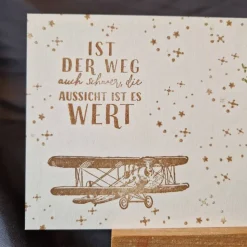 IST
DER WEG
auch schwer, die
AUSSICHT IST ES
WERT